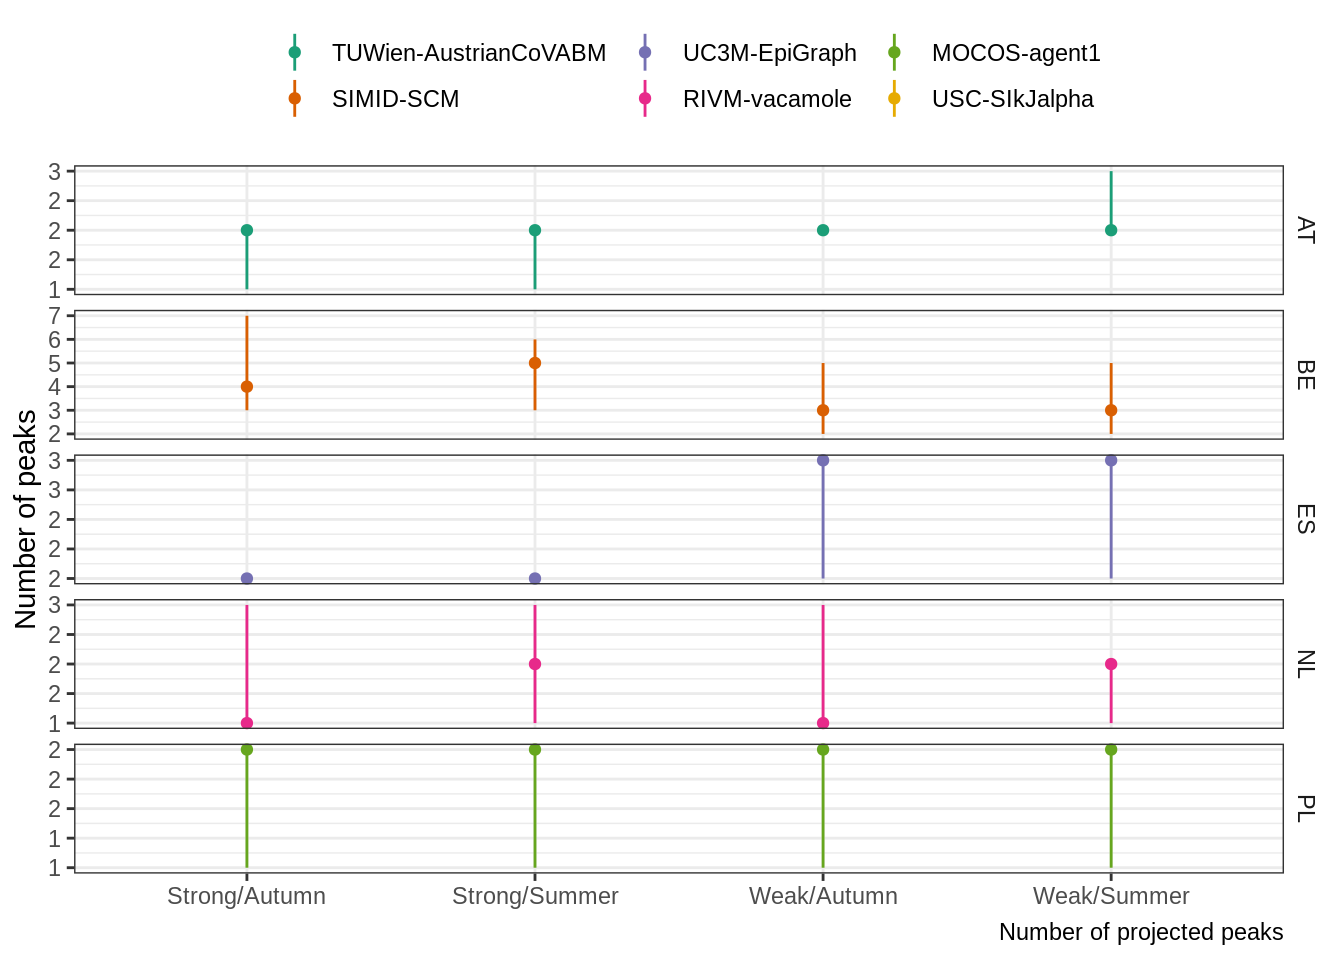 TUWien-AustrianCoVABM UC3M-EpiGraph MOCOS-agent1
SIMID-SCM RIVM-vacamole USC-SIkJalpha
Number of peaks
3
2
2
2
1
AT
7
6
5
4
3
2
BE
3
3
2
2
2
ES
3
2
2
2
1
NL
2
2
2
1
1
PL
Strong/Autumn Strong/Summer Weak/Autumn Weak/Summer
Number of projected peaks